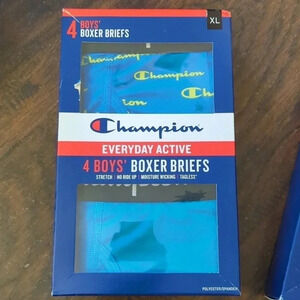 4 BOYS'
BOXER BRIEFS
XL
Champion
Champion
Champion
EVERYDAY ACTIVE
4 BOYS' BOXER BRIEFS
STRETCH | NO RIDE UP | MOISTURE WICKING | TAGLESS
POLYESTER/SPANDEX